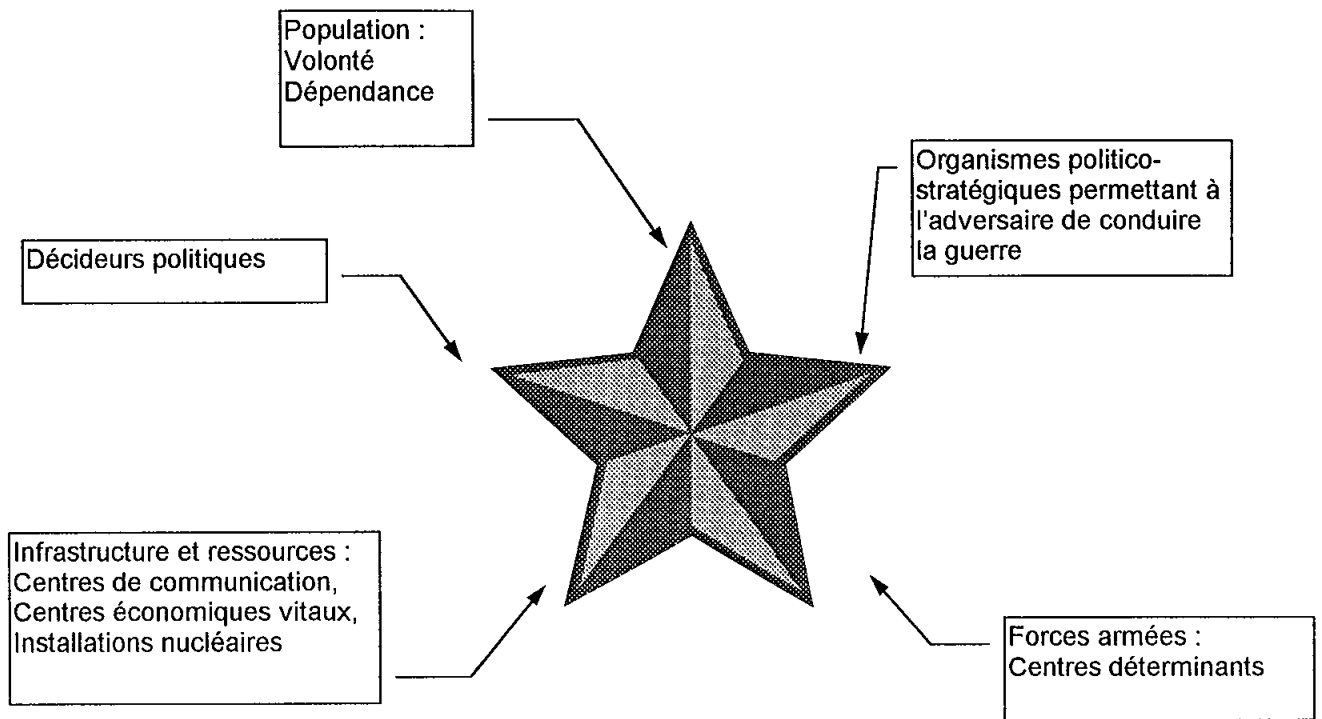 Population :
Volonté
Dépendance
Organismes politico-
stratégiques permettant à
l'adversaire de conduire
la guerre
Décideurs politiques
Infrastructure et ressources :
Centres de communication,
Centres économiques vitaux,
Installations nucléaires
Forces armées :
Centres déterminants